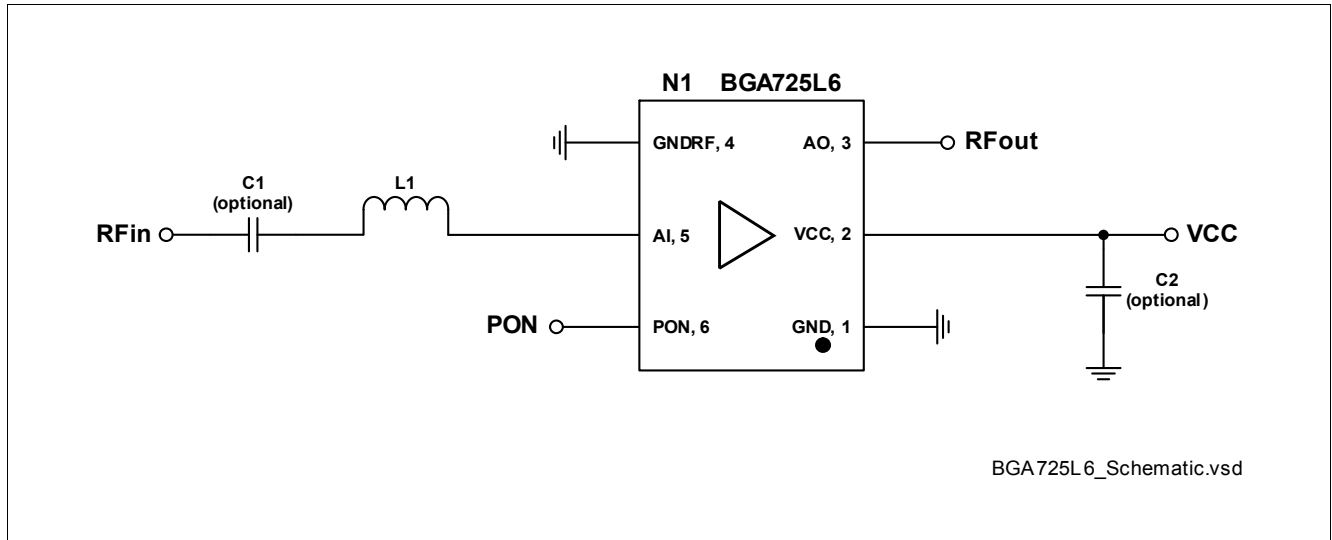 N1 BGA725L6
GNDRF, 4
AO, 3
RFout
C1
(optional)
L1
RFin
AI, 5
VCC, 2
VCC
C2
(optional)
PON
PON, 6
GND, 1
BGA725L6_Schematic.vsd